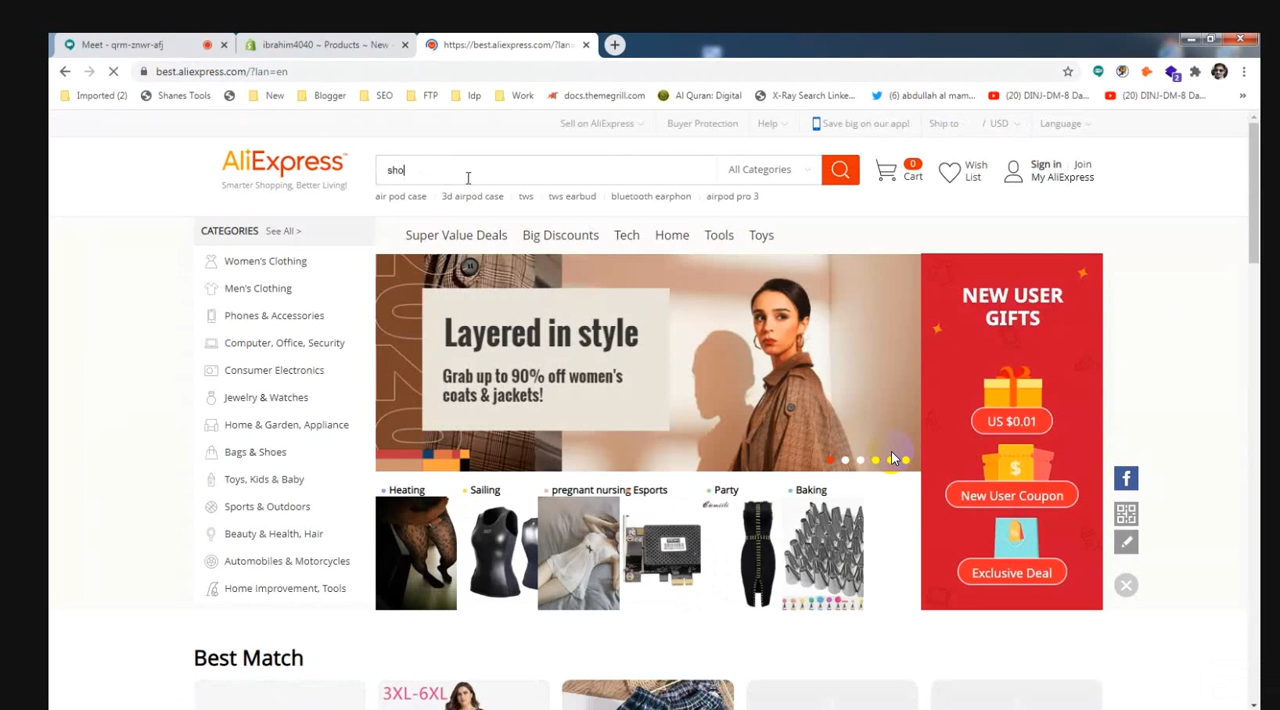 Meet - qrm-znwr-afj
ibrahim4040 ~ Products ~ New
https://best.aliexpress.com/?lan=
best.aliexpress.com/?lan=en
Imported (2)
Shanes Tools
New
Blogger
SEO
FTP
Idp
Work
docs.themegrill.com
Al Quran: Digital
X-Ray Search Linke...
(6) abdullah al mam...
(20) DINJ-DM-8 Da...
(20) DINJ-DM-8 Da...
»
Sell on AliExpress
Buyer Protection
Help
Save big on our app!
Ship to
/ USD
Language
AliExpress™
Smarter Shopping, Better Living!
sho
All Categories
0
Cart
Wish
List
Sign in
Join
My AliExpress
air pod case
3d airpod case
tws
tws earbud
bluetooth earphon
airpod pro 3
CATEGORIES See All >
Super Value Deals
Big Discounts
Tech
Home
Tools
Toys
Women's Clothing
Men's Clothing
Phones & Accessories
Computer, Office, Security
Consumer Electronics
Jewelry & Watches
Home & Garden, Appliance
Bags & Shoes
Toys, Kids & Baby
Sports & Outdoors
Beauty & Health, Hair
Automobiles & Motorcycles
Home Improvement, Tools
Layered in style
Grab up to 90% off women's
coats & jackets!
NEW USER
GIFTS
US $0.01
$
New User Coupon
Exclusive Deal
Heating
Sailing
pregnant nursing Esports
Party
Baking
Best Match
3XL-6XL